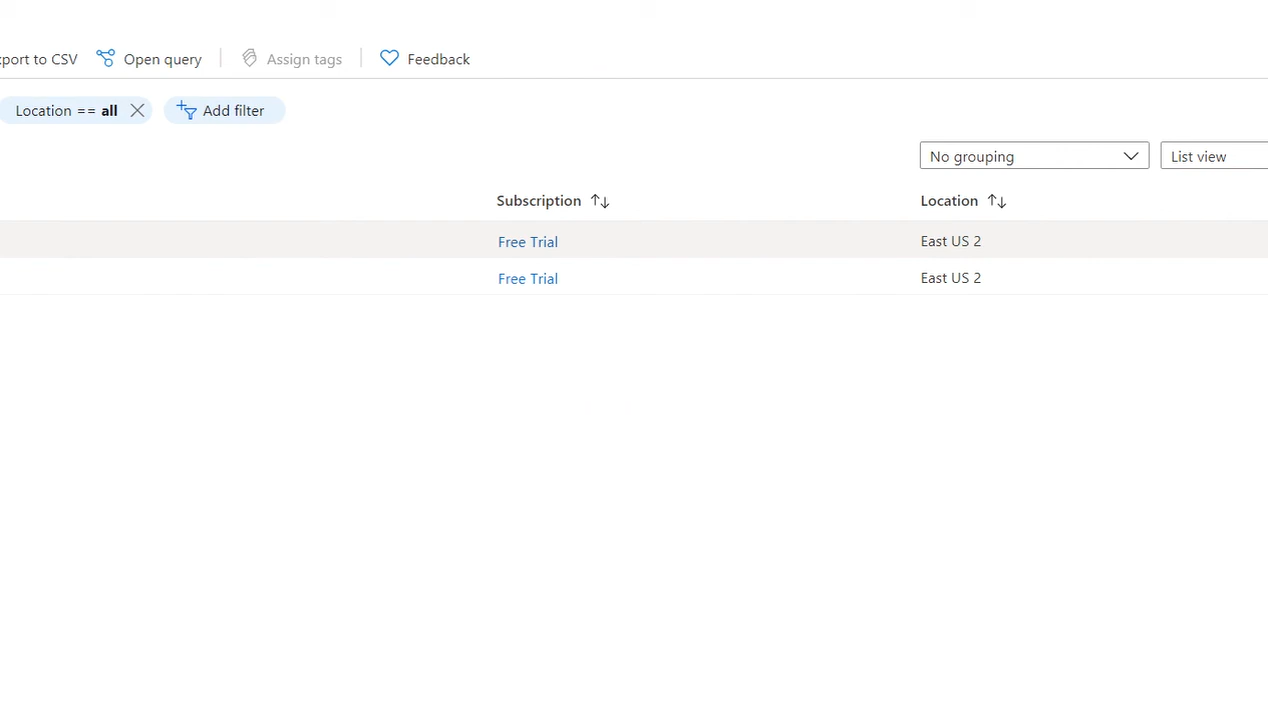 xport to CSV Open query Assign tags Feedback
Location == all Add filter
No grouping List view
Subscription Location
Free Trial East US 2
Free Trial East US 2